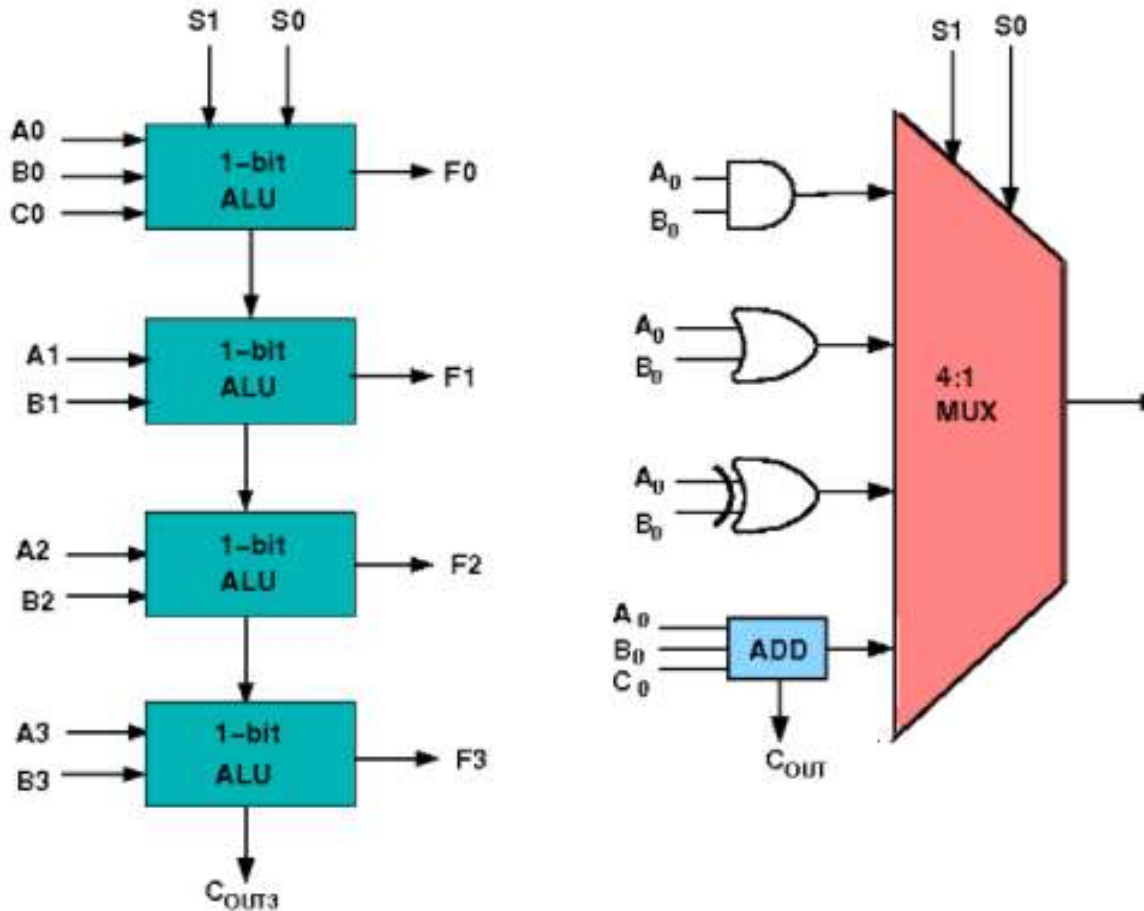 S1 S0
A0
B0
C0
1-bit
ALU
F0
A1
B1
1-bit
ALU
F1
A2
B2
1-bit
ALU
F2
A3
B3
1-bit
ALU
F3
COUT3
S1 S0
A0
B0
A0
B0
A0
B0
A0
B0
C0
ADD
COUT
4:1
MUX